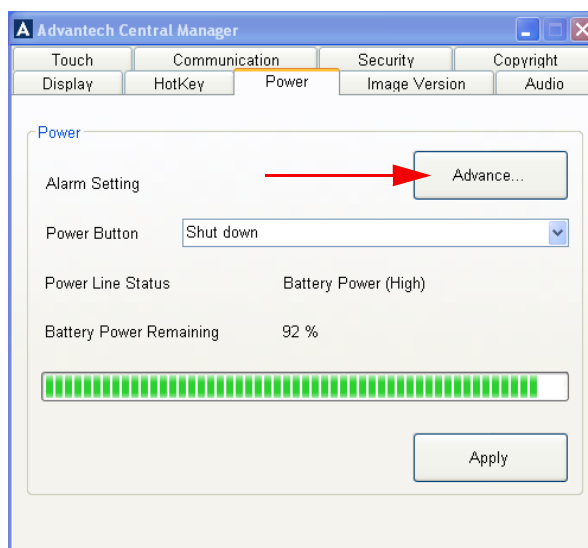 Advantech Central Manager
Touch Communication Security Copyright
Display HotKey Power Image Version Audio
Power
Alarm Setting Advance...
Power Button Shut down
Power Line Status Battery Power (High)
Battery Power Remaining 92 %
Apply